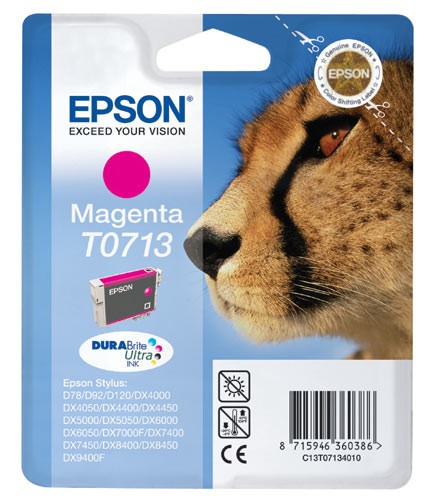 Genuine EPSON
EPSON
Color Shifting Label
EPSON®
EXCEED YOUR VISION
Magenta
T0713
EPSON
DURABrite
Ultra
INK
Epson Stylus:
D78/D92/D120/DX4000
DX4050/DX4400/DX4450
DX5000/DX5050/DX6000
DX6050/DX7000F/DX7400
DX7450/DX8400/DX8450
DX9400F
8 715946 360386 >
C13T07134010